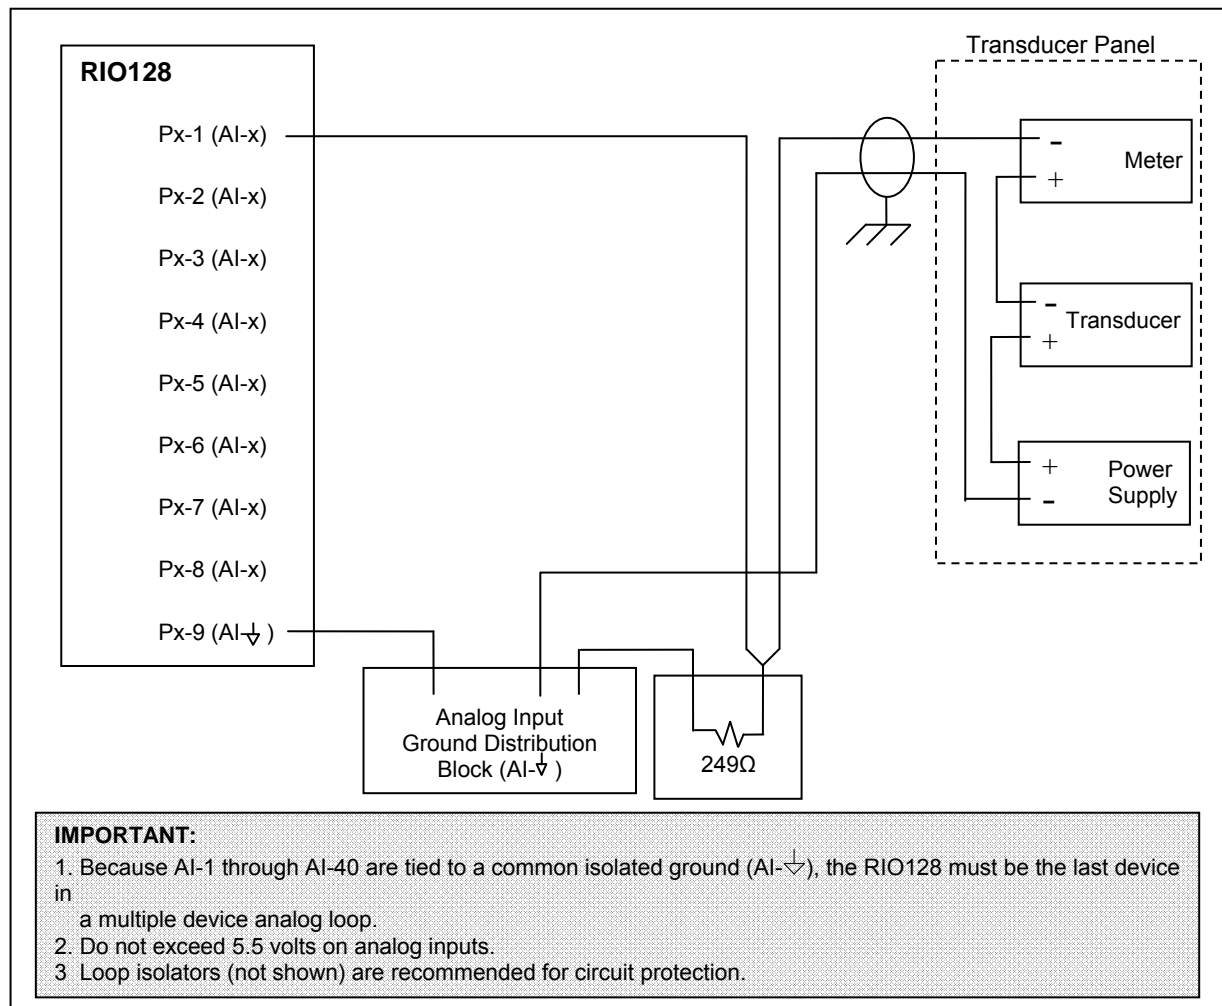 Transducer Panel
RIO128
Px-1 (AI-x)
Px-2 (AI-x)
Px-3 (AI-x)
Px-4 (AI-x)
Px-5 (AI-x)
Px-6 (AI-x)
Px-7 (AI-x)
Px-8 (AI-x)
Px-9 (AI-⏚ )
-
Meter
+
-
Transducer
+
+
Power
Supply
-
Analog Input
Ground Distribution
Block (AI-⏚ )
249Ω
IMPORTANT:
1. Because AI-1 through AI-40 are tied to a common isolated ground (AI-⏚), the RIO128 must be the last device
in
a multiple device analog loop.
2. Do not exceed 5.5 volts on analog inputs.
3 Loop isolators (not shown) are recommended for circuit protection.